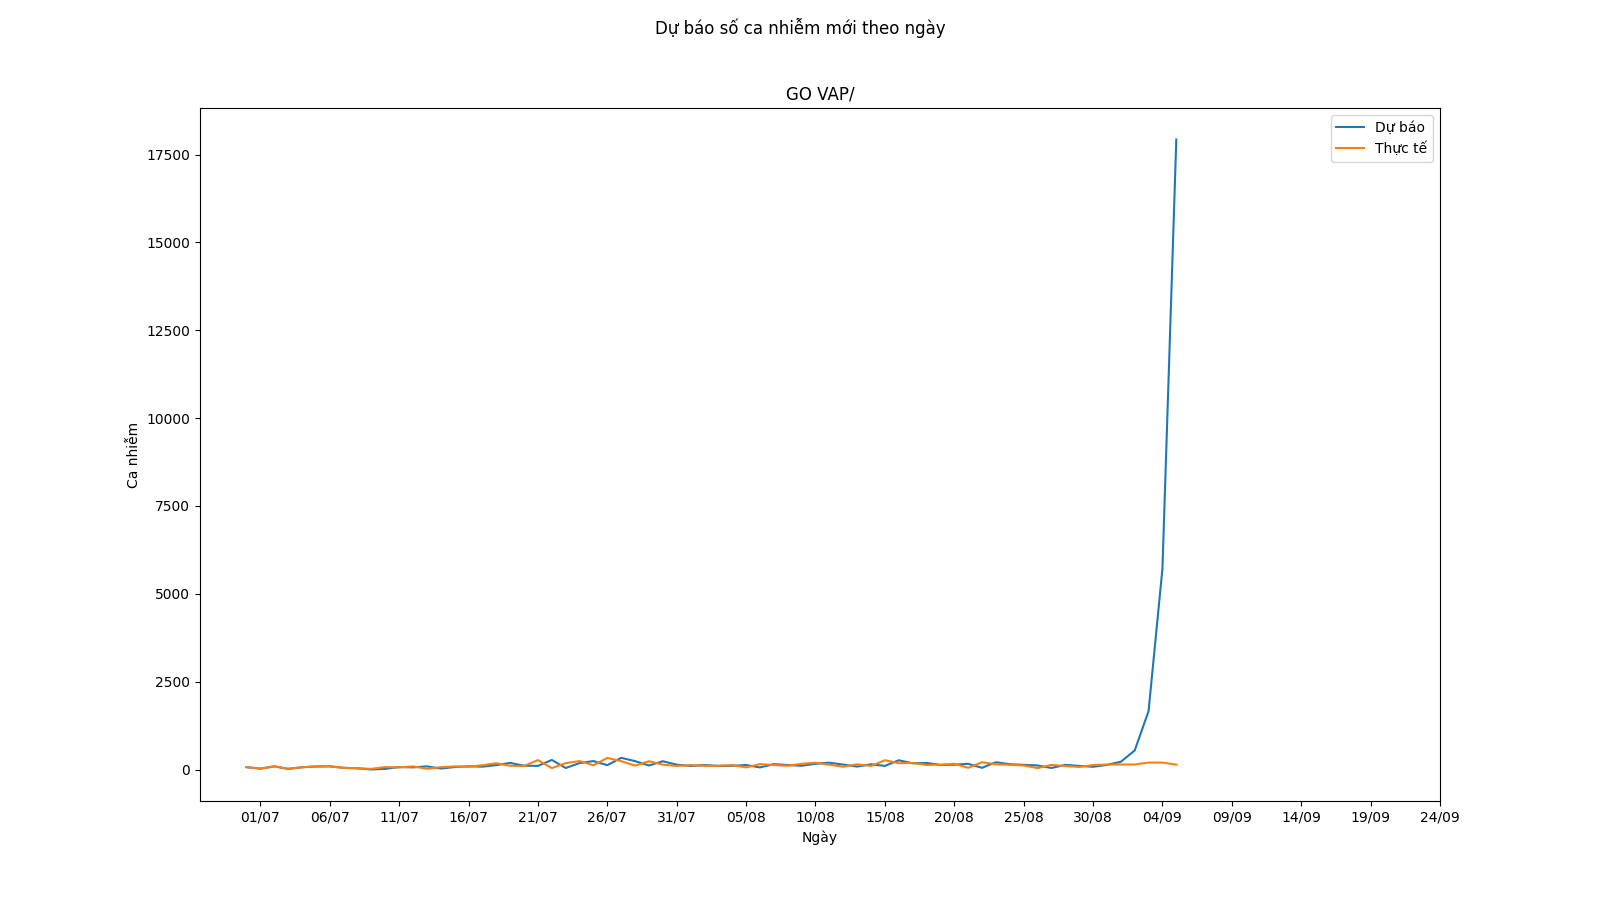 Dự báo số ca nhiễm mới theo ngày
GO VAP/
Dự báo
Thực tế
17500
15000
12500
10000
7500
5000
2500
0
Ca nhiễm
01/07 06/07 11/07 16/07 21/07 26/07 31/07 05/08 10/08 15/08 20/08 25/08 30/08 04/09 09/09 14/09 19/09 24/09
Ngày